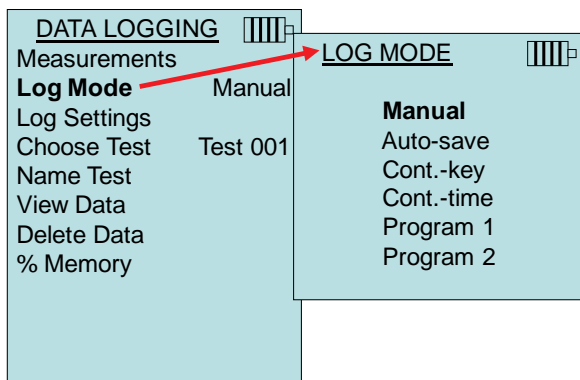 DATA LOGGING
Measurements
Log Mode Manual
Log Settings
Choose Test Test 001
Name Test
View Data
Delete Data
% Memory
LOG MODE
Manual
Auto-save
Cont.-key
Cont.-time
Program 1
Program 2